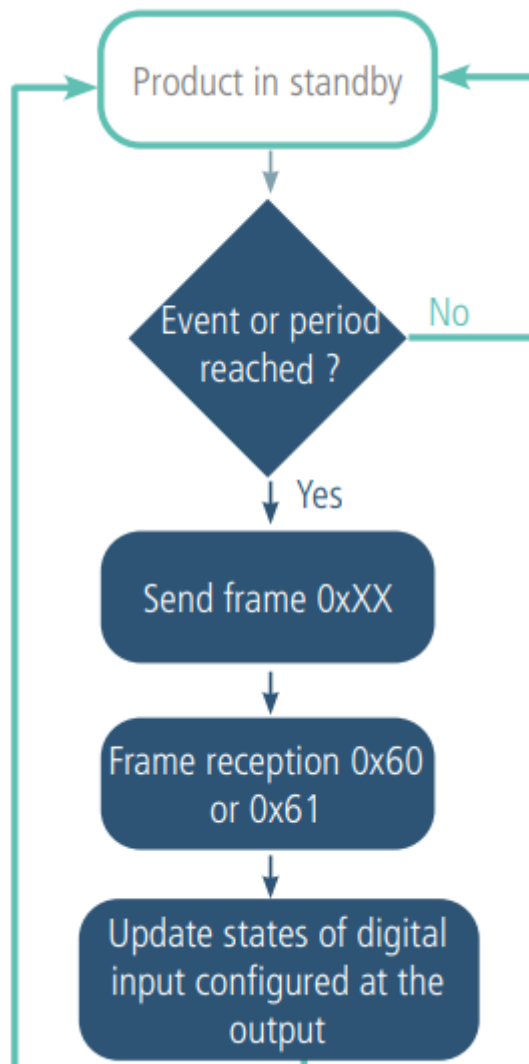 Product in standby
Event or period
reached ?
No
Yes
Send frame 0xXX
Frame reception 0x60
or 0x61
Update states of digital
input configured at the
output